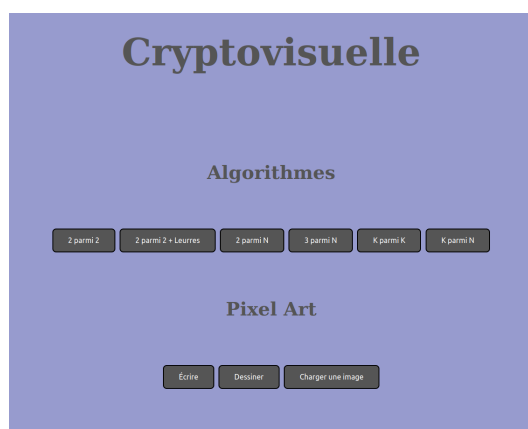 Cryptovisuelle
Algorithmes
2 parmi 2 2 parmi 2 + Leurres 2 parmi N 3 parmi N K parmi K K parmi N
Pixel Art
Écrire Dessiner Charger une image